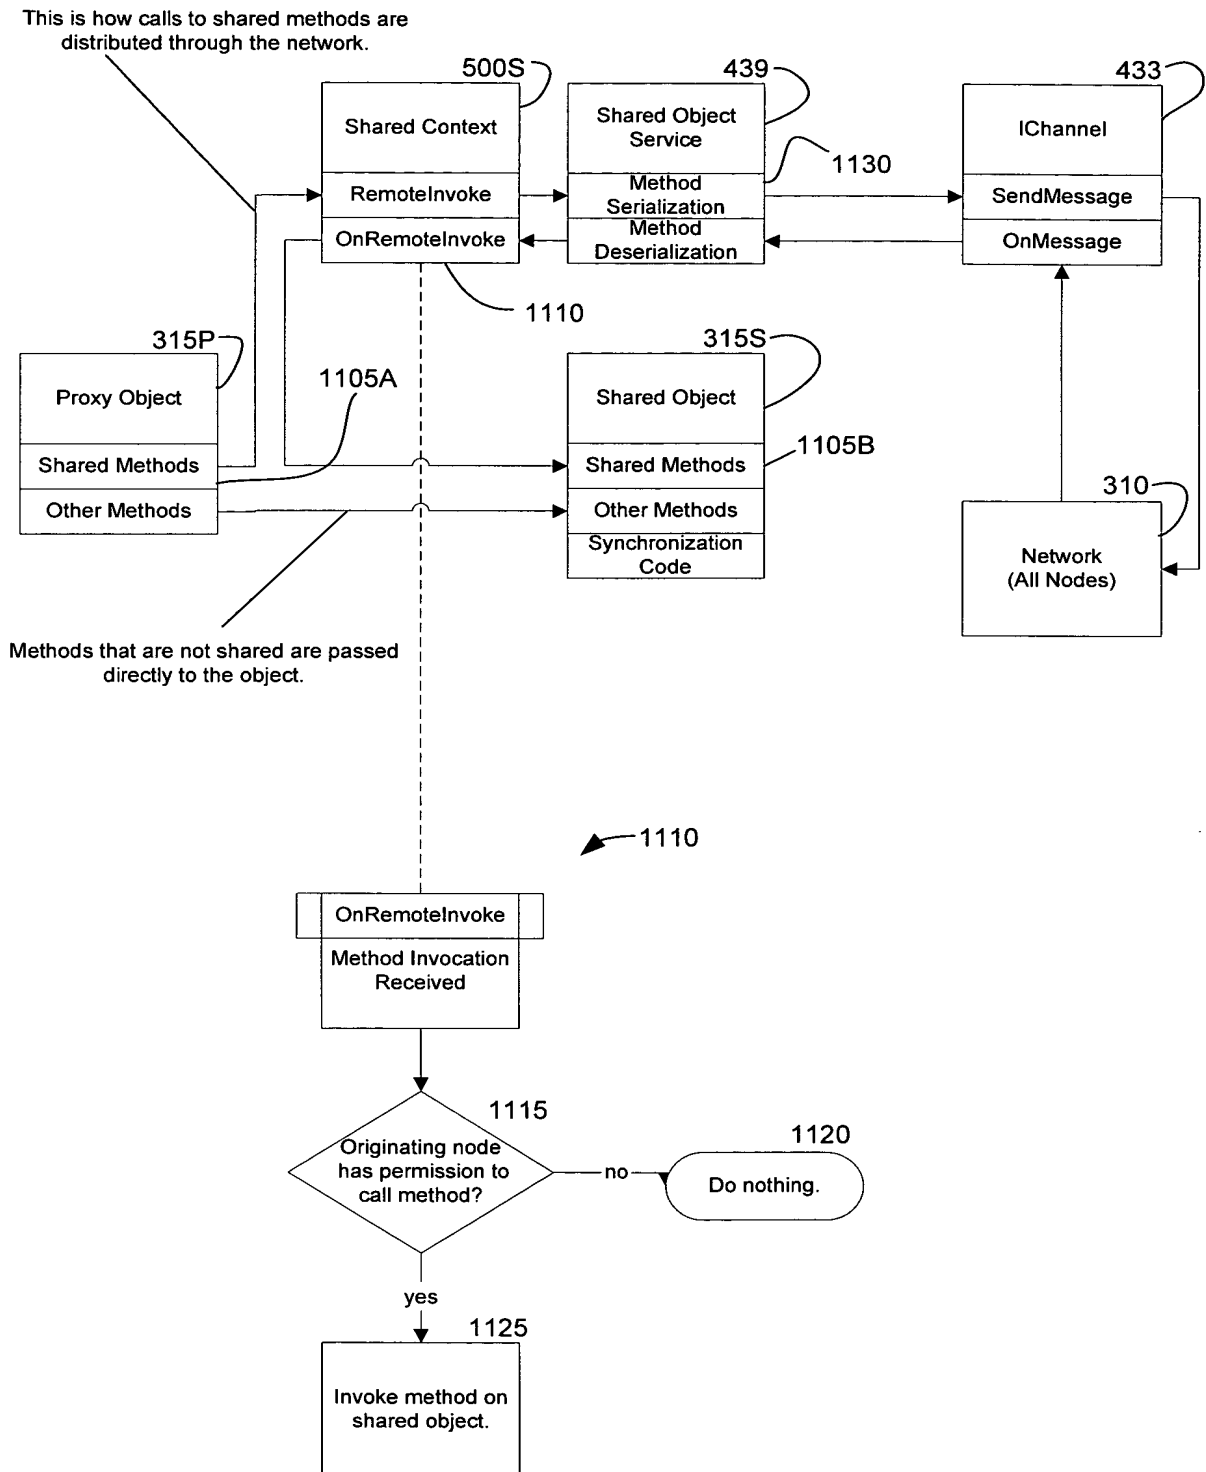 This is how calls to shared methods are
distributed through the network.
500S
439
433
Shared Context
Shared Object
Service
IChannel
1130
RemoteInvoke
Method
Serialization
SendMessage
OnRemoteInvoke
Method
Deserialization
OnMessage
1110
315P
315S
1105A
Proxy Object
Shared Object
1105B
Shared Methods
Shared Methods
310
Other Methods
Other Methods
Synchronization
Code
Network
(All Nodes)
Methods that are not shared are passed
directly to the object.
1110
OnRemoteInvoke
Method Invocation
Received
1115
Originating node
has permission to
call method?
no
1120
Do nothing.
yes
1125
Invoke method on
shared object.